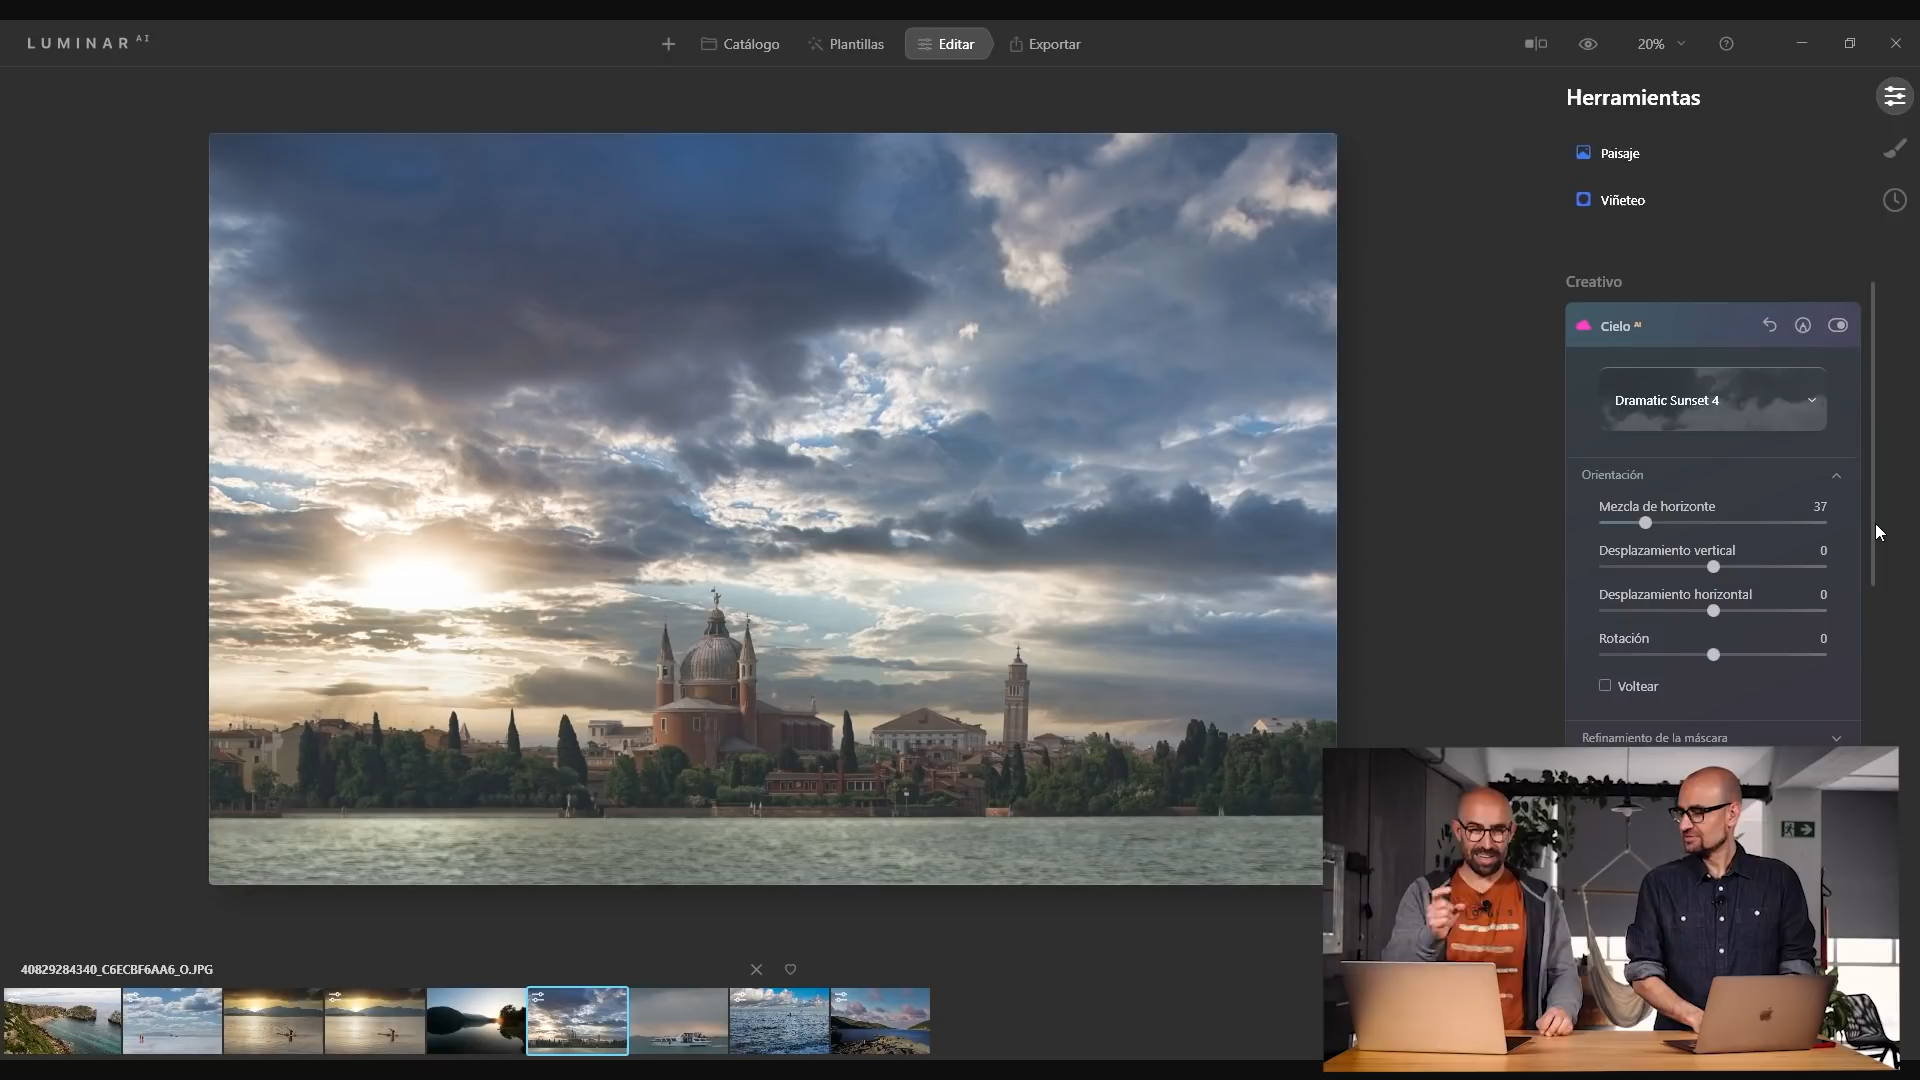 LUMINAR AI
Catálogo
Plantillas
Editar
Exportar
20%
Herramientas
Paisaje
Viñeteo
Creativo
Cielo AI
Dramatic Sunset 4
Orientación
Mezcla de horizonte 37
Desplazamiento vertical 0
Desplazamiento horizontal 0
Rotación 0
Voltear
Refinamiento de la máscara
40829284340_C6ECBF6AA6_O.JPG